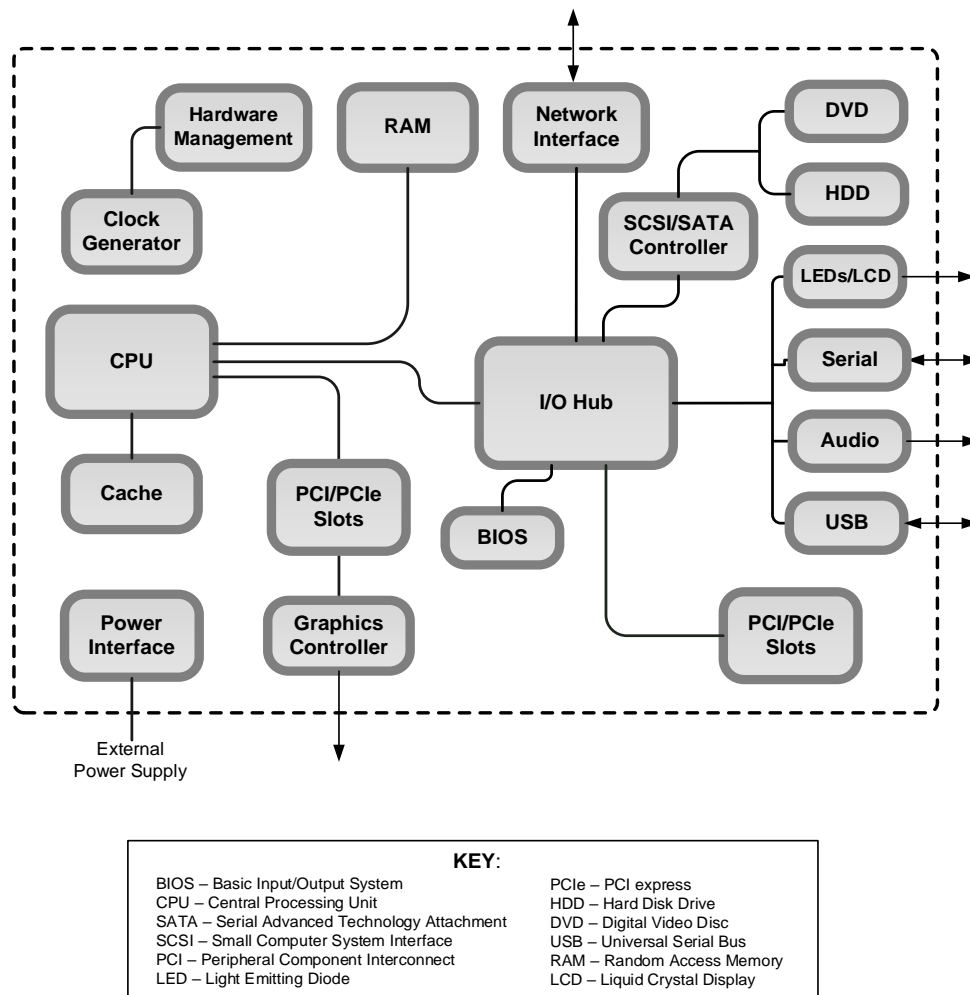 Hardware
Management
RAM
Network
Interface
DVD
HDD
Clock
Generator
SCSI/SATA
Controller
LEDs/LCD
CPU
I/O Hub
Serial
Audio
Cache
PCI/PCIe
Slots
BIOS
USB
Power
Interface
Graphics
Controller
PCI/PCIe
Slots
External
Power Supply
KEY:
BIOS – Basic Input/Output System
CPU – Central Processing Unit
SATA – Serial Advanced Technology Attachment
SCSI – Small Computer System Interface
PCI – Peripheral Component Interconnect
LED – Light Emitting Diode
PCIe – PCI express
HDD – Hard Disk Drive
DVD – Digital Video Disc
USB – Universal Serial Bus
RAM – Random Access Memory
LCD – Liquid Crystal Display